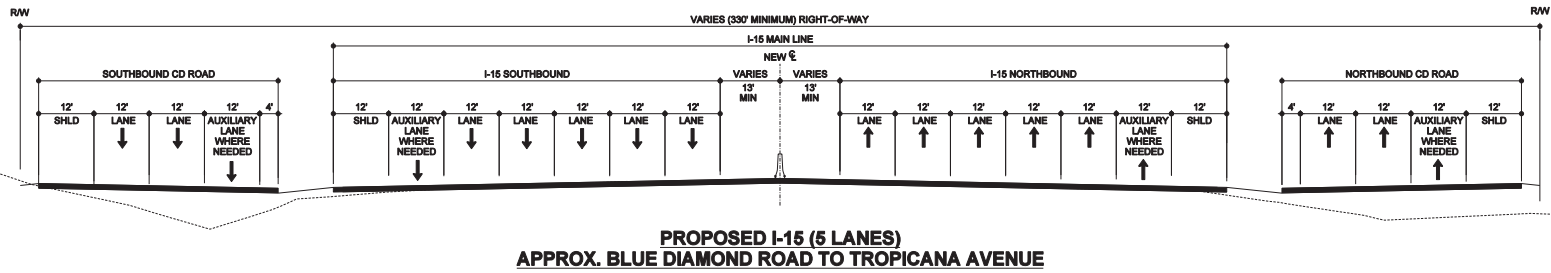 R/W
R/W
VARIES (330' MINIMUM) RIGHT-OF-WAY
I-15 MAIN LINE
NEW ℄
SOUTHBOUND CD ROAD
I-15 SOUTHBOUND
VARIES
VARIES
I-15 NORTHBOUND
NORTHBOUND CD ROAD
13'
MIN
13'
MIN
12'
SHLD
12'
LANE
12'
LANE
12'
AUXILIARY
LANE
WHERE
NEEDED
4'
12'
SHLD
12'
AUXILIARY
LANE
WHERE
NEEDED
12'
LANE
12'
LANE
12'
LANE
12'
LANE
12'
LANE
12'
LANE
12'
LANE
12'
LANE
12'
LANE
12'
LANE
12'
AUXILIARY
LANE
WHERE
NEEDED
12'
SHLD
4'
12'
LANE
12'
LANE
12'
AUXILIARY
LANE
WHERE
NEEDED
12'
SHLD
PROPOSED I-15 (5 LANES)
APPROX. BLUE DIAMOND ROAD TO TROPICANA AVENUE